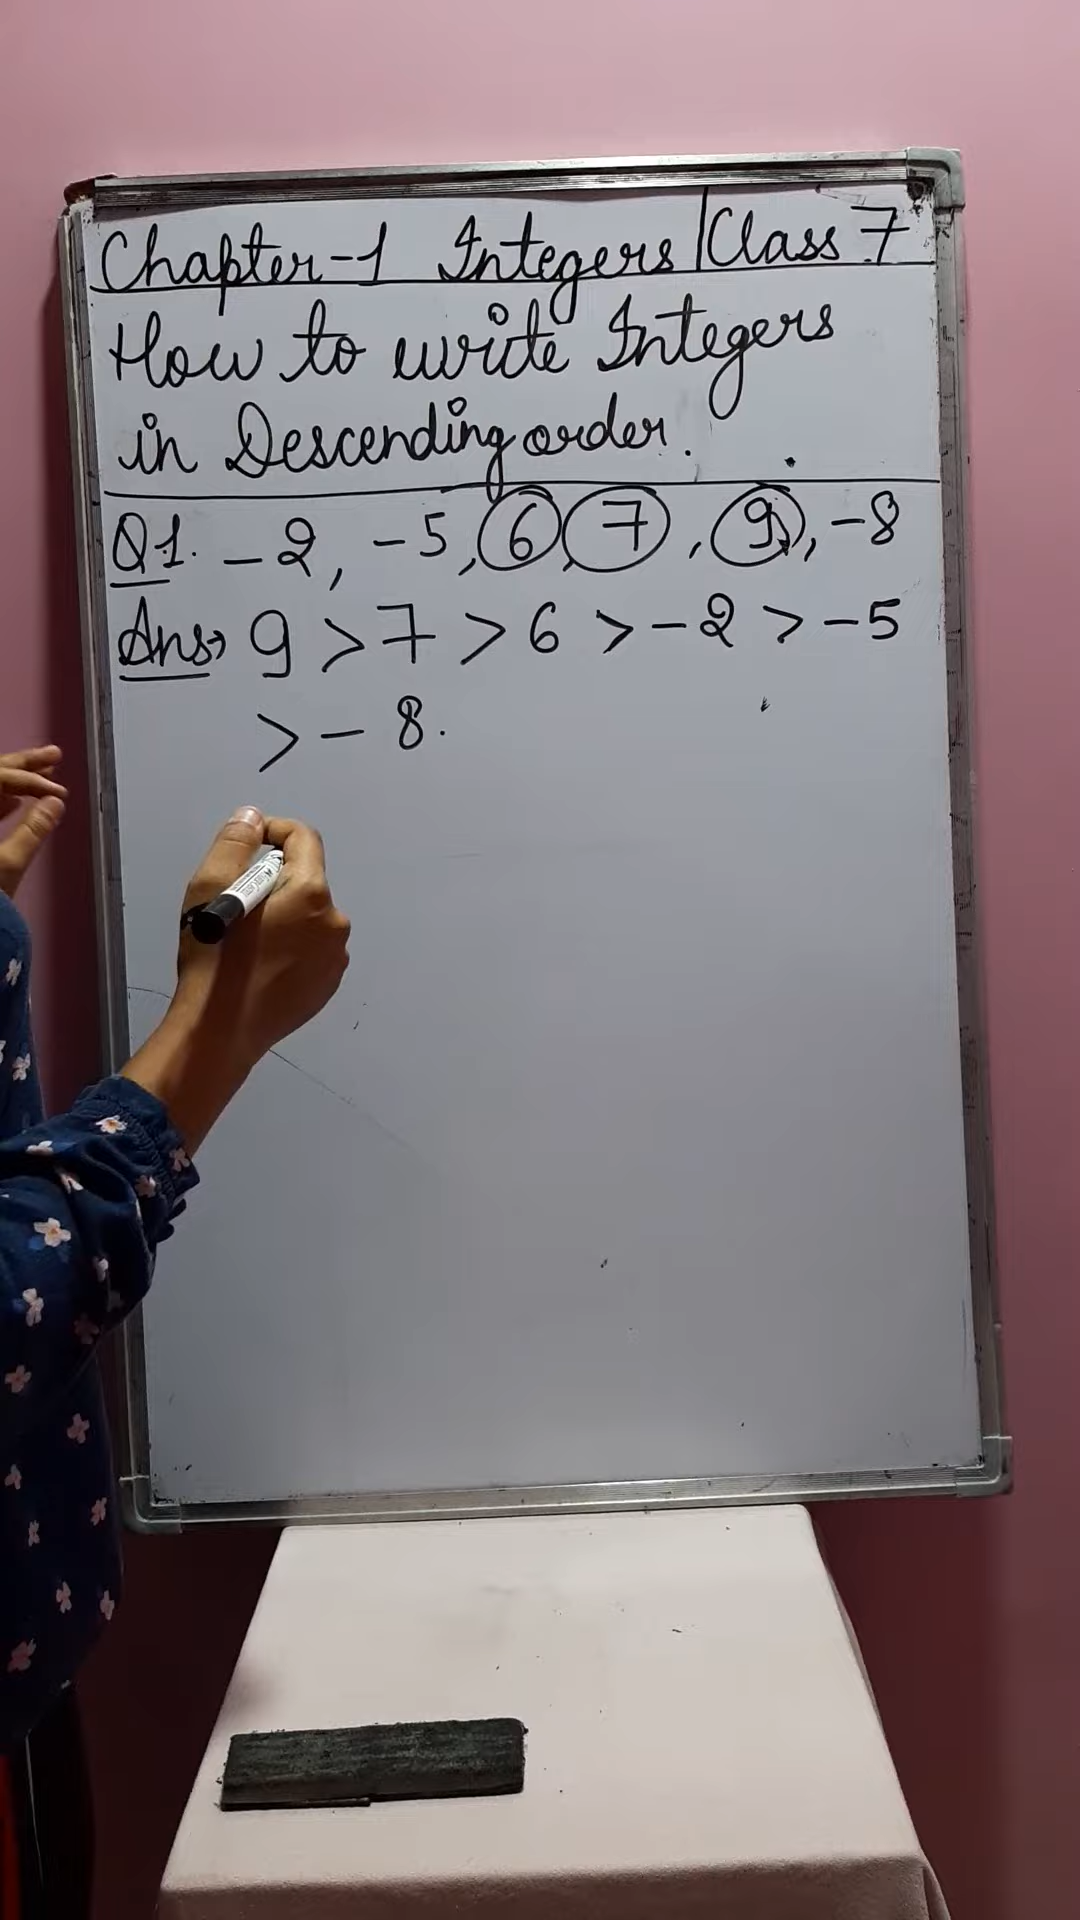 Chapter-1 Integers | Class 7
How to write Integers
in Descending order.
Q1. -2, -5, 6, 7, 9, -8
Ans→ 9 > 7 > 6 > -2 > -5
> - 8.